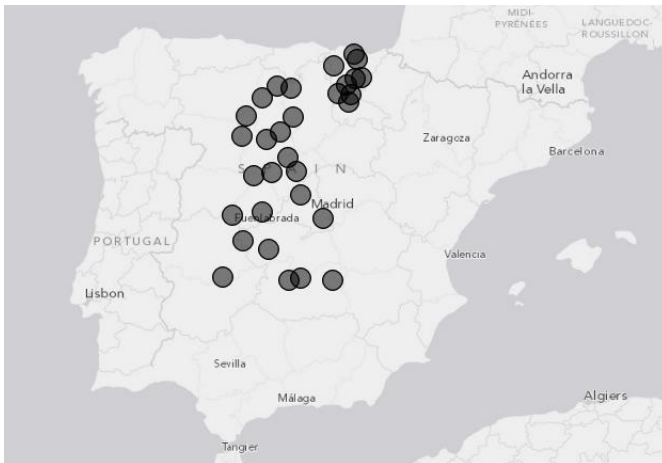 MIDI-
PYRÉNÉES
LANGUEDOC-
ROUSSILLON
Andorra
la Vella
Zaragoza
Barcelona
S P A I N
Madrid
Fuenlabrada
PORTUGAL
Valencia
Lisbon
Sevilla
Málaga
Algiers
Tangier